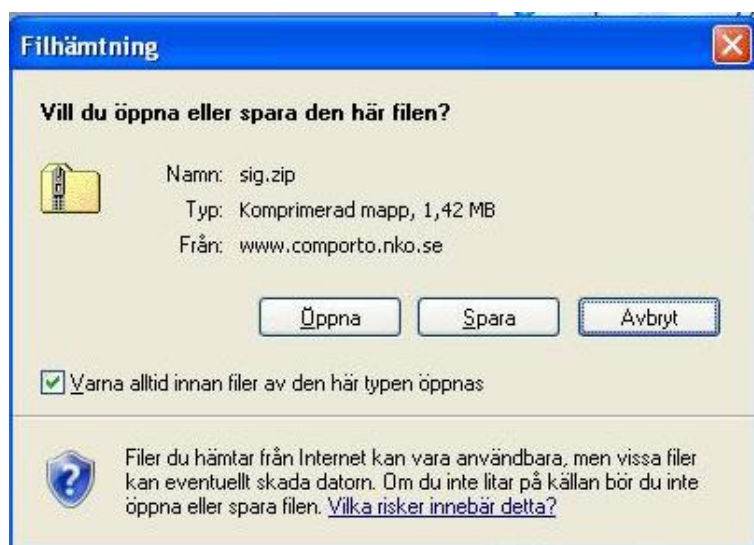 Filhämtning
Vill du öppna eller spara den här filen?
Namn: sig.zip
Typ: Komprimerad mapp, 1,42 MB
Från: www.comporto.nko.se
Öppna Spara Avbryt
Varna alltid innan filer av den här typen öppnas
Filer du hämtar från Internet kan vara användbara, men vissa filer
kan eventuellt skada datorn. Om du inte litar på källan bör du inte
öppna eller spara filen. Vilka risker innebär detta?